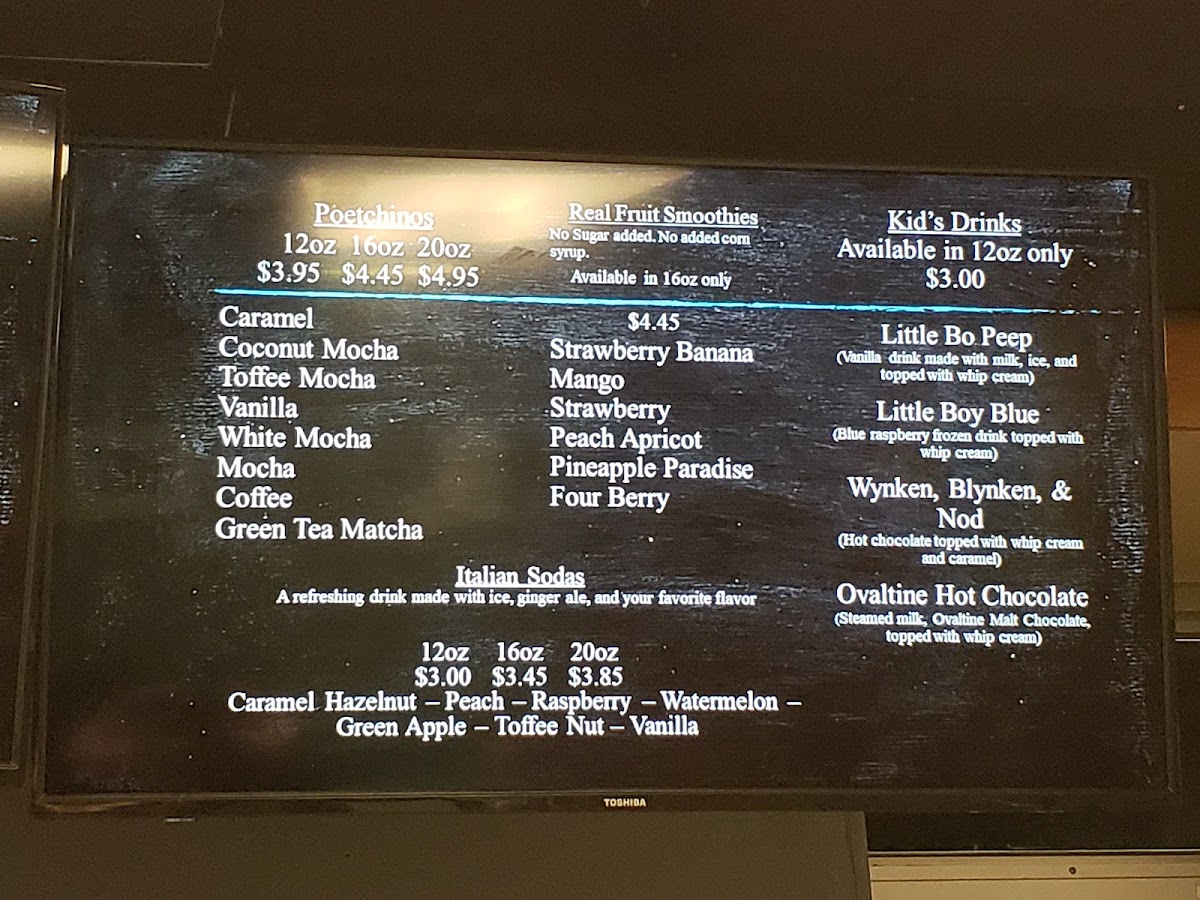 Poetchinos
12oz 16oz 20oz
$3.95 $4.45 $4.95
Caramel
Coconut Mocha
Toffee Mocha
Vanilla
White Mocha
Mocha
Coffee
Green Tea Matcha
Real Fruit Smoothies
No Sugar added. No added corn
syrup.
Available in 16oz only
$4.45
Strawberry Banana
Mango
Strawberry
Peach Apricot
Pineapple Paradise
Four Berry
Kid's Drinks
Available in 12oz only
$3.00
Little Bo Peep
(Vanilla drink made with milk, ice, and
topped with whip cream)
Little Boy Blue
(Blue raspberry frozen drink topped with
whip cream)
Wynken, Blynken, &
Nod
(Hot chocolate topped with whip cream
and caramel)
Ovaltine Hot Chocolate
(Steamed milk, Ovaltine Malt Chocolate,
topped with whip cream)
Italian Sodas
A refreshing drink made with ice, ginger ale, and your favorite flavor
12oz 16oz 20oz
$3.00 $3.45 $3.85
Caramel Hazelnut – Peach – Raspberry – Watermelon –
Green Apple – Toffee Nut – Vanilla
TOSHIBA